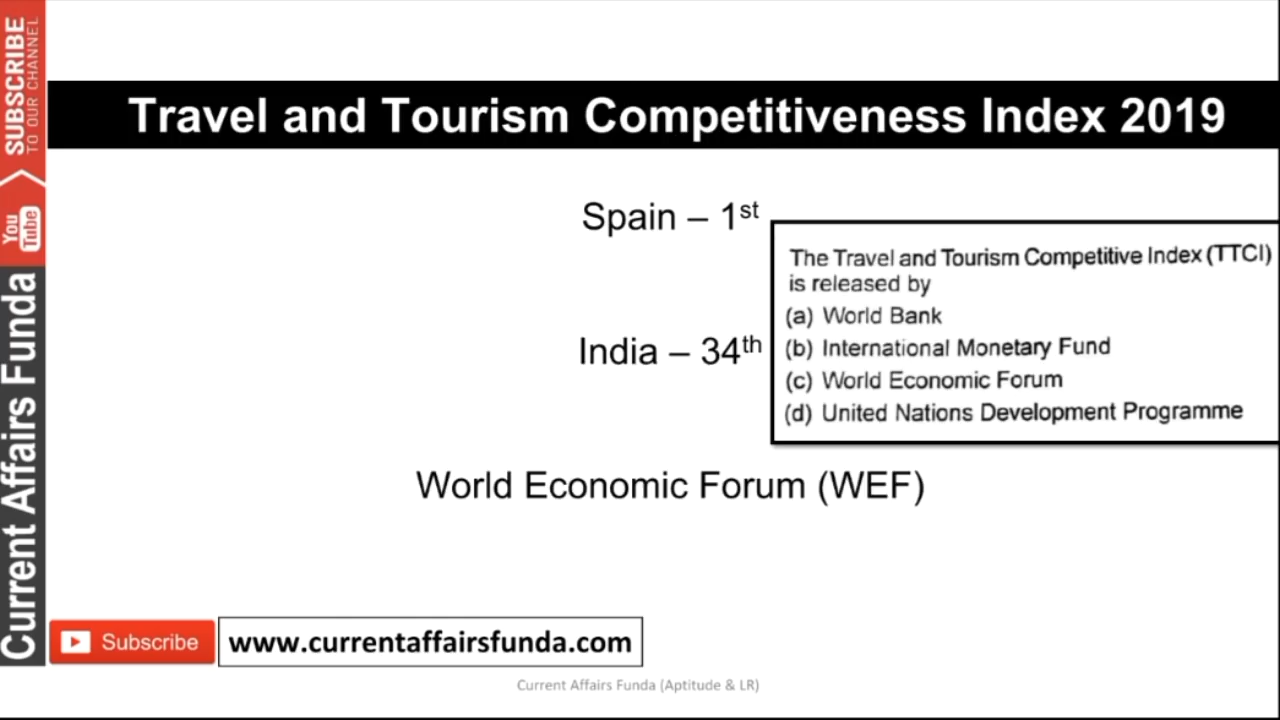 SUBSCRIBE
TO OUR CHANNEL
You
Tube
Current Affairs Funda
Travel and Tourism Competitiveness Index 2019
Spain – 1st
The Travel and Tourism Competitive Index (TTCI)
is released by
(a) World Bank
India – 34th
(b) International Monetary Fund
(c) World Economic Forum
(d) United Nations Development Programme
World Economic Forum (WEF)
Subscribe
www.currentaffairsfunda.com
Current Affairs Funda (Aptitude & LR)